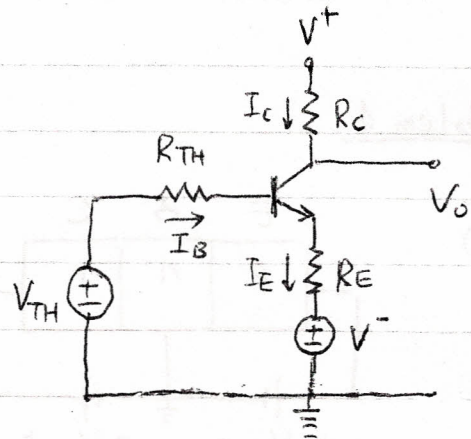 V+
Ic ↓ Rc
RTH
Vo
→
IB
IE ↓ RE
VTH ±
± V-